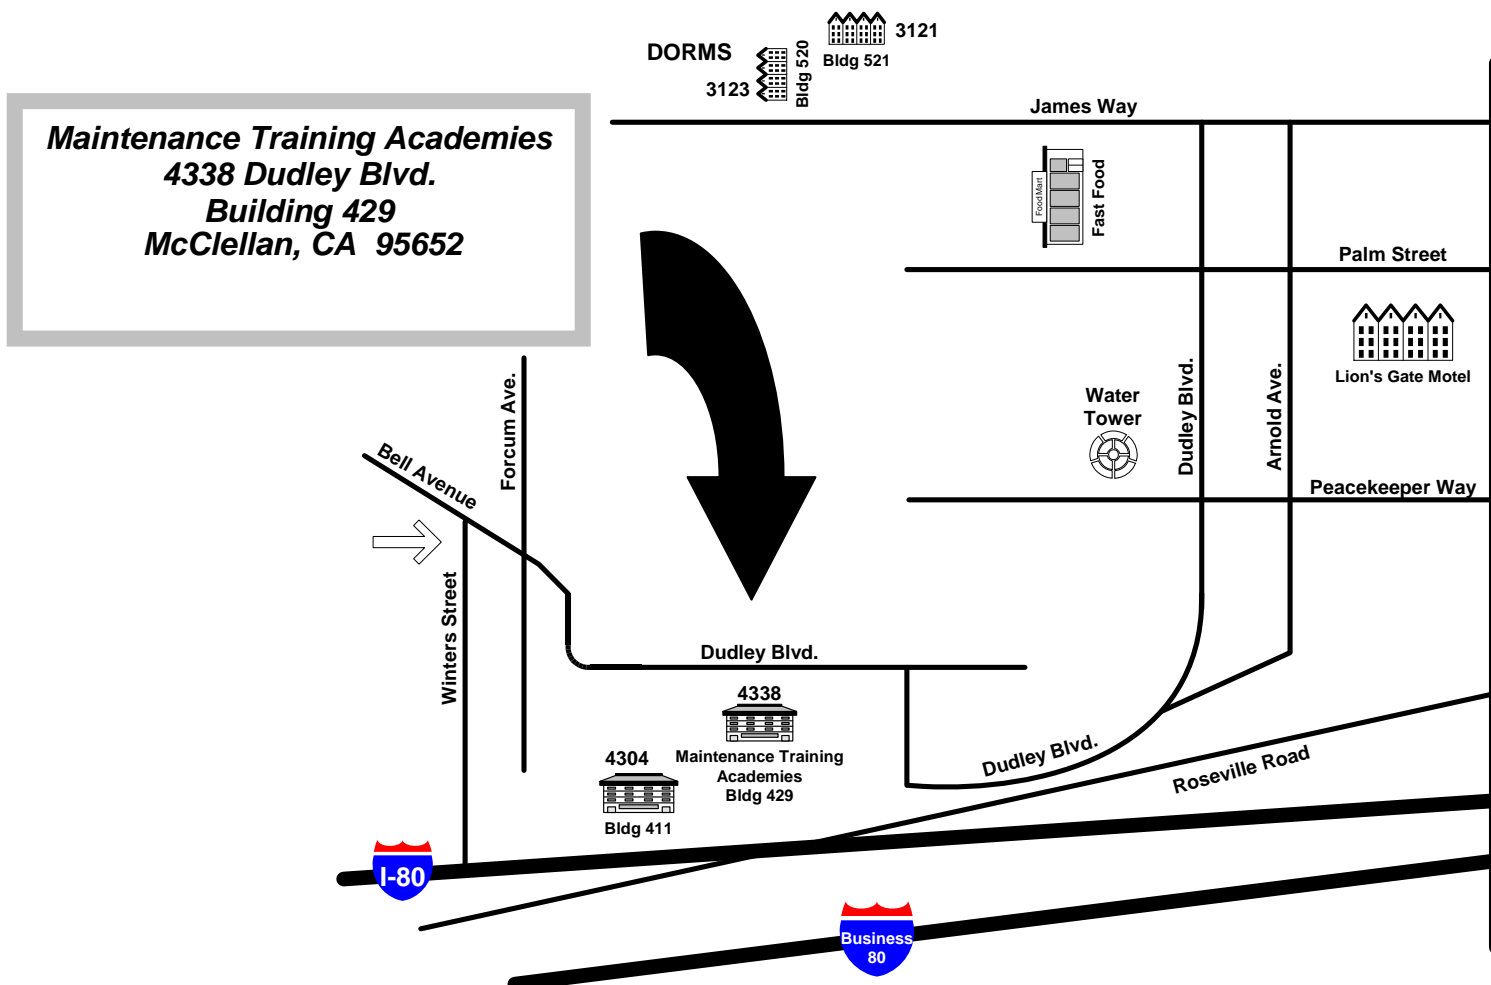 DORMS
3123
Bldg 520
3121
Bldg 521
James Way
Maintenance Training Academies
4338 Dudley Blvd.
Building 429
McClellan, CA  95652
Food Mart
Fast Food
Palm Street
Lion's Gate Motel
Water
Tower
Dudley Blvd.
Arnold Ave.
Forcum Ave.
Bell Avenue
Peacekeeper Way
Winters Street
Dudley Blvd.
4338
Maintenance Training
Academies
Bldg 429
4304
Bldg 411
Dudley Blvd.
Roseville Road
I-80
Business
80